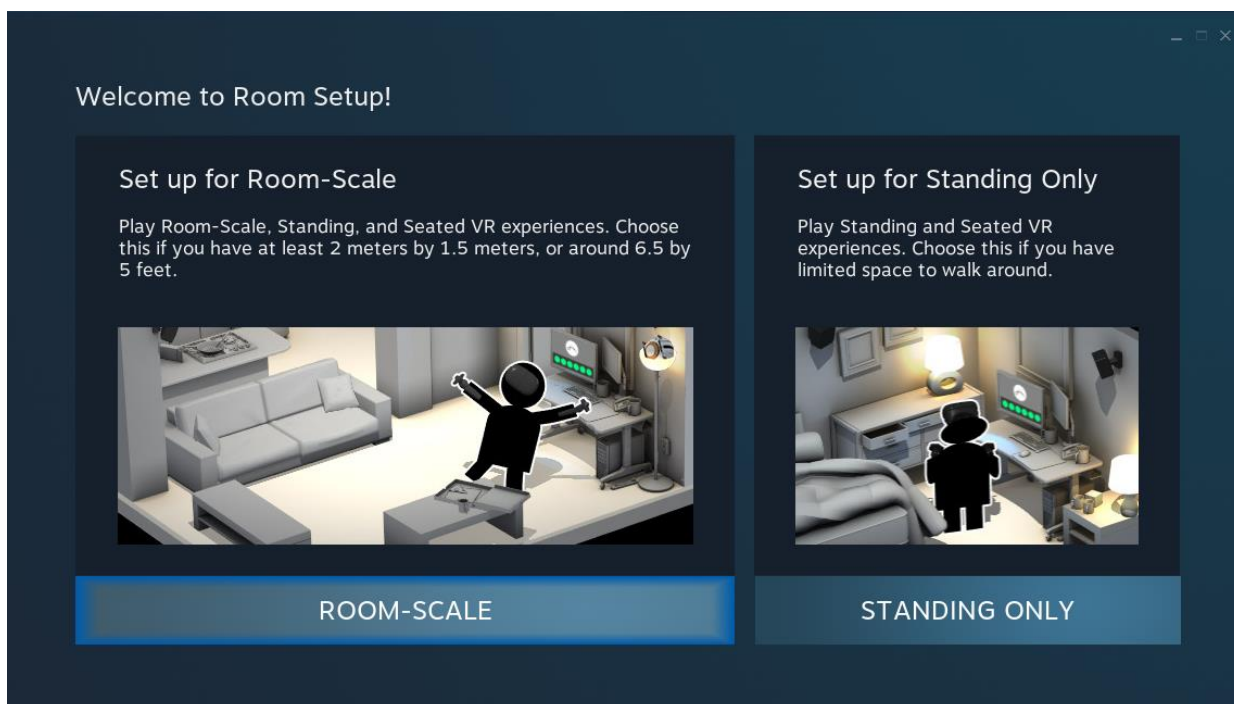 Welcome to Room Setup!
Set up for Room-Scale
Play Room-Scale, Standing, and Seated VR experiences. Choose
this if you have at least 2 meters by 1.5 meters, or around 6.5 by
5 feet.
ROOM-SCALE
Set up for Standing Only
Play Standing and Seated VR
experiences. Choose this if you have
limited space to walk around.
STANDING ONLY